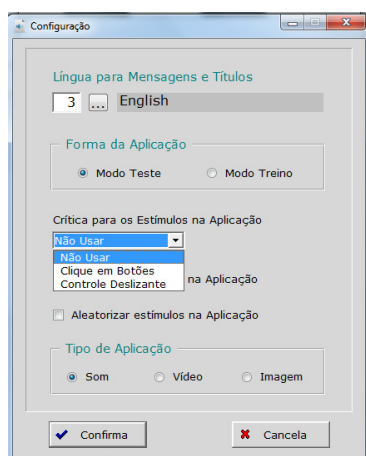 Configuração
Língua para Mensagens e Títulos
3 ... English
Forma da Aplicação
Modo Teste Modo Treino
Crítica para os Estímulos na Aplicação
Não Usar
Não Usar
Clique em Botões
Controle Deslizante na Aplicação
Aleatorizar estímulos na Aplicação
Tipo de Aplicação
Som Vídeo Imagem
Confirma Cancela